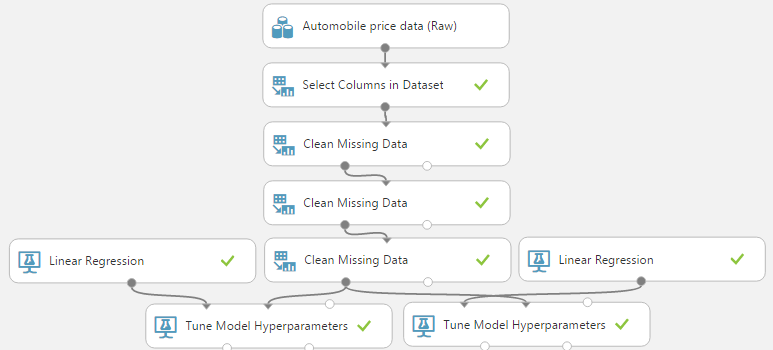 Automobile price data (Raw)
Select Columns in Dataset
Clean Missing Data
Clean Missing Data
Linear Regression
Clean Missing Data
Linear Regression
Tune Model Hyperparameters
Tune Model Hyperparameters